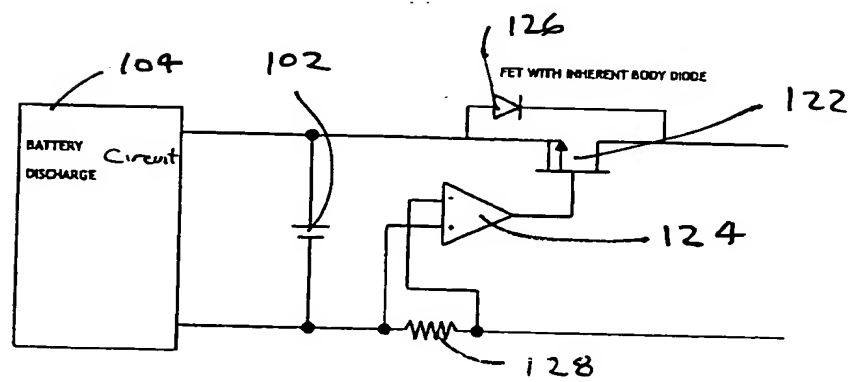 126
104
102
FET WITH INHERENT BODY DIODE
122
BATTERY Circuit
DISCHARGE
-
+
124
128